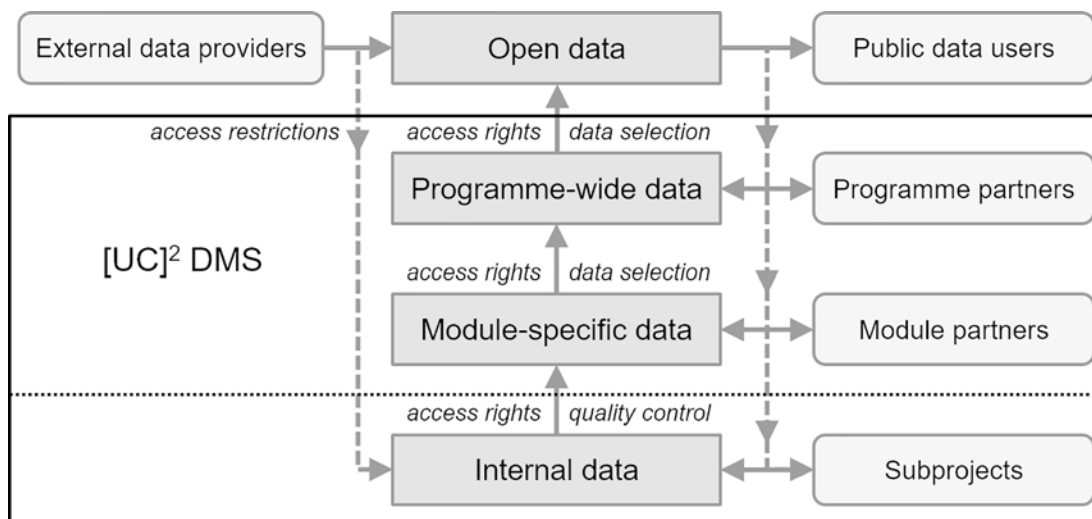 External data providers
Open data
Public data users
access restrictions
access rights
data selection
Programme-wide data
Programme partners
[UC]² DMS
access rights
data selection
Module-specific data
Module partners
access rights
quality control
Internal data
Subprojects